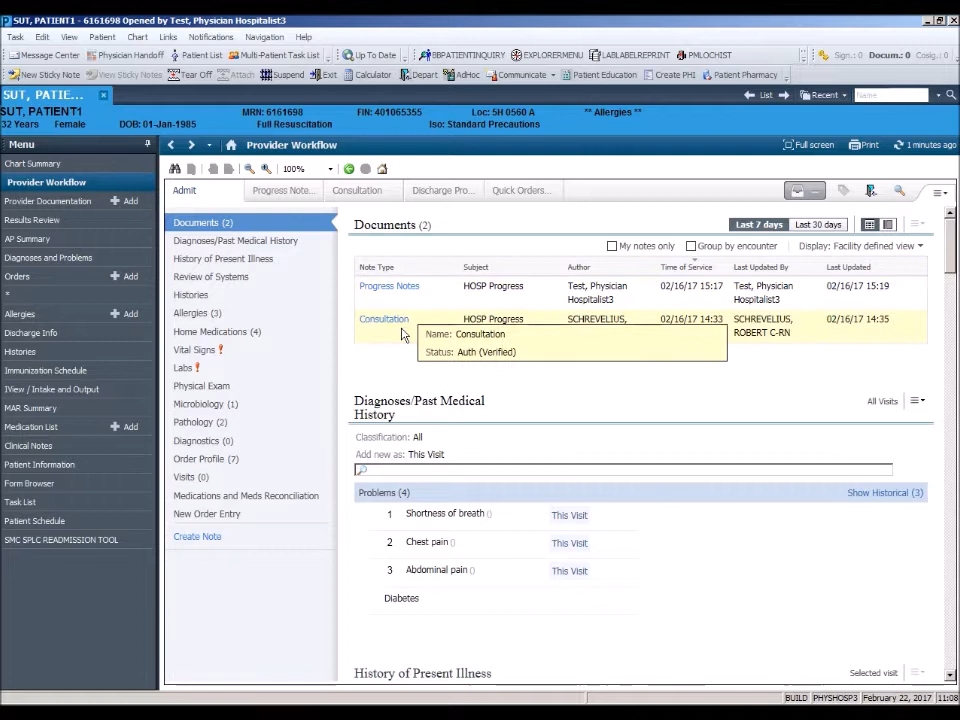 SUT, PATIENT1 - 6161698 Opened by Test, Physician Hospitalist3
Task Edit View Patient Chart Links Notifications Navigation Help
Message Center Physician Handoff Patient List Multi-Patient Task List Up To Date BBPATIENTINQUIRY EXPLORERMENU LABLABELREPRINT PMLOCHIST Sign.: 0 Docum.: 0 Cosig.: 0
New Sticky Note View Sticky Notes Tear Off Attach Suspend Exit Calculator Depart AdHoc Communicate Patient Education Create PHI Patient Pharmacy
SUT, PATIE... List Recent Name
SUT, PATIENT1 MRN: 6161698 FIN: 401065355 Loc: 5H 0560 A ** Allergies **
32 Years Female DOB: 01-Jan-1985 Full Resuscitation Iso: Standard Precautions
Menu
Provider Workflow Full screen Print 1 minutes ago
Chart Summary
Provider Workflow
Provider Documentation Add
Results Review
AP Summary
Diagnoses and Problems
Orders Add
*
Allergies Add
Discharge Info
Histories
Immunization Schedule
IView / Intake and Output
MAR Summary
Medication List Add
Clinical Notes
Patient Information
Form Browser
Task List
Patient Schedule
SMC SPLC READMISSION TOOL
100%
Admit Progress Note... Consultation Discharge Pro... Quick Orders...
Documents (2)
Diagnoses/Past Medical History
History of Present Illness
Review of Systems
Histories
Allergies (3)
Home Medications (4)
Vital Signs !
Labs !
Physical Exam
Microbiology (1)
Pathology (2)
Diagnostics (0)
Order Profile (7)
Visits (0)
Medications and Meds Reconciliation
New Order Entry
Create Note
Documents (2) Last 7 days Last 30 days
My notes only Group by encounter Display: Facility defined view
Note Type Subject Author Time of Service Last Updated By Last Updated
Progress Notes HOSP Progress Test, Physician 02/16/17 15:17 Test, Physician 02/16/17 15:19
Hospitalist3 Hospitalist3
Consultation HOSP Progress SCHREVELIUS, 02/16/17 14:33 SCHREVELIUS, 02/16/17 14:35
ROBERT C-RN
Name: Consultation
Status: Auth (Verified)
Diagnoses/Past Medical All Visits
History
Classification: All
Add new as: This Visit
Problems (4) Show Historical (3)
1 Shortness of breath () This Visit
2 Chest pain () This Visit
3 Abdominal pain () This Visit
Diabetes
History of Present Illness Selected visit
BUILD PHYSHOSP3 February 22, 2017 11:08